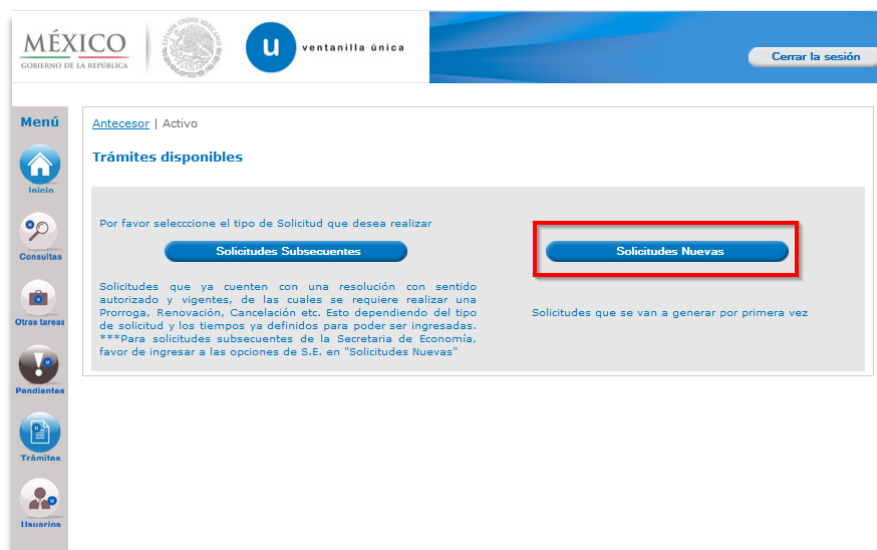 MÉXICO
GOBIERNO DE LA REPÚBLICA
ESTADOS UNIDOS MEXICANOS
u
ventanilla única
Cerrar la sesión
Menú
Inicio
Consultas
Otras tareas
Pendientes
Trámites
Usuarios
Antecesor | Activo
Trámites disponibles
Por favor selecccione el tipo de Solicitud que desea realizar
Solicitudes Subsecuentes
Solicitudes que ya cuenten con una resolución con sentido
autorizado y vigentes, de las cuales se requiere realizar una
Prorroga, Renovación, Cancelación etc. Esto dependiendo del tipo
de solicitud y los tiempos ya definidos para poder ser ingresadas.
***Para solicitudes subsecuentes de la Secretaria de Economía,
favor de ingresar a las opciones de S.E. en "Solicitudes Nuevas"
Solicitudes Nuevas
Solicitudes que se van a generar por primera vez